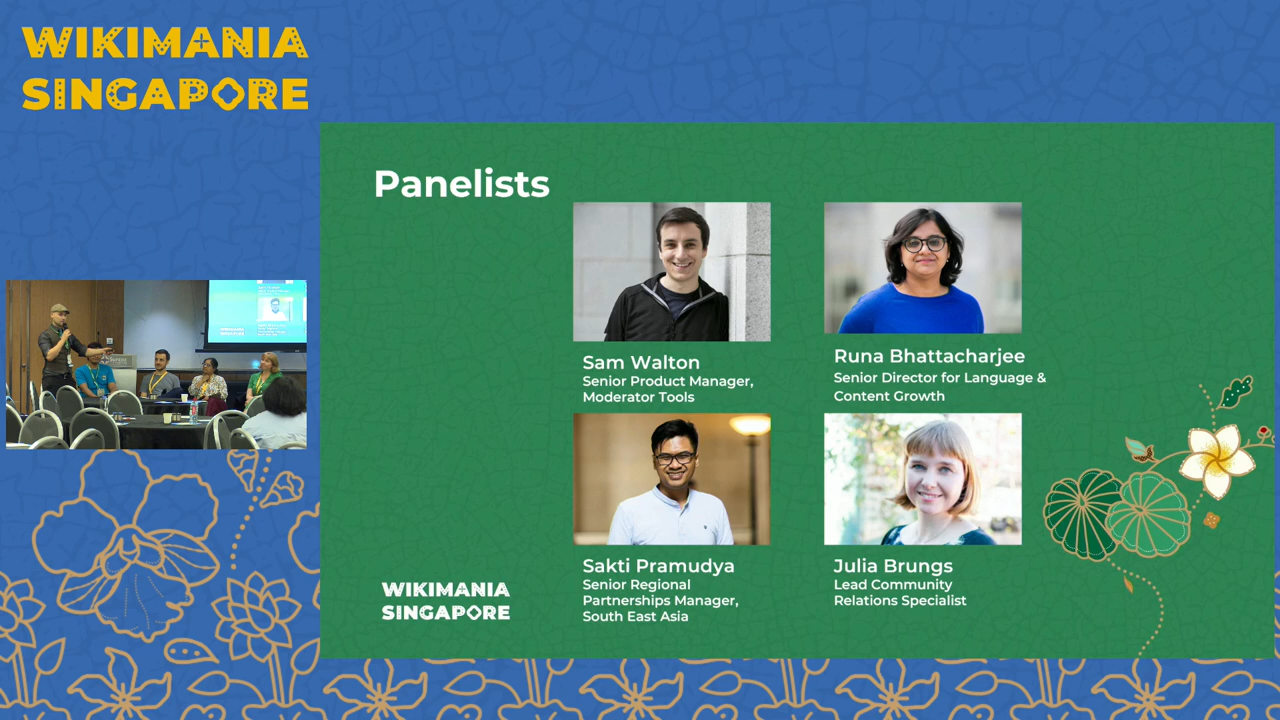 WIKIMANIA
SINGAPORE
Panelists
Sam Walton
Senior Product Manager,
Moderator Tools
Runa Bhattacharjee
Senior Director for Language &
Content Growth
Sakti Pramudya
Senior Regional
Partnerships Manager,
South East Asia
Julia Brungs
Lead Community
Relations Specialist
WIKIMANIA
SINGAPORE